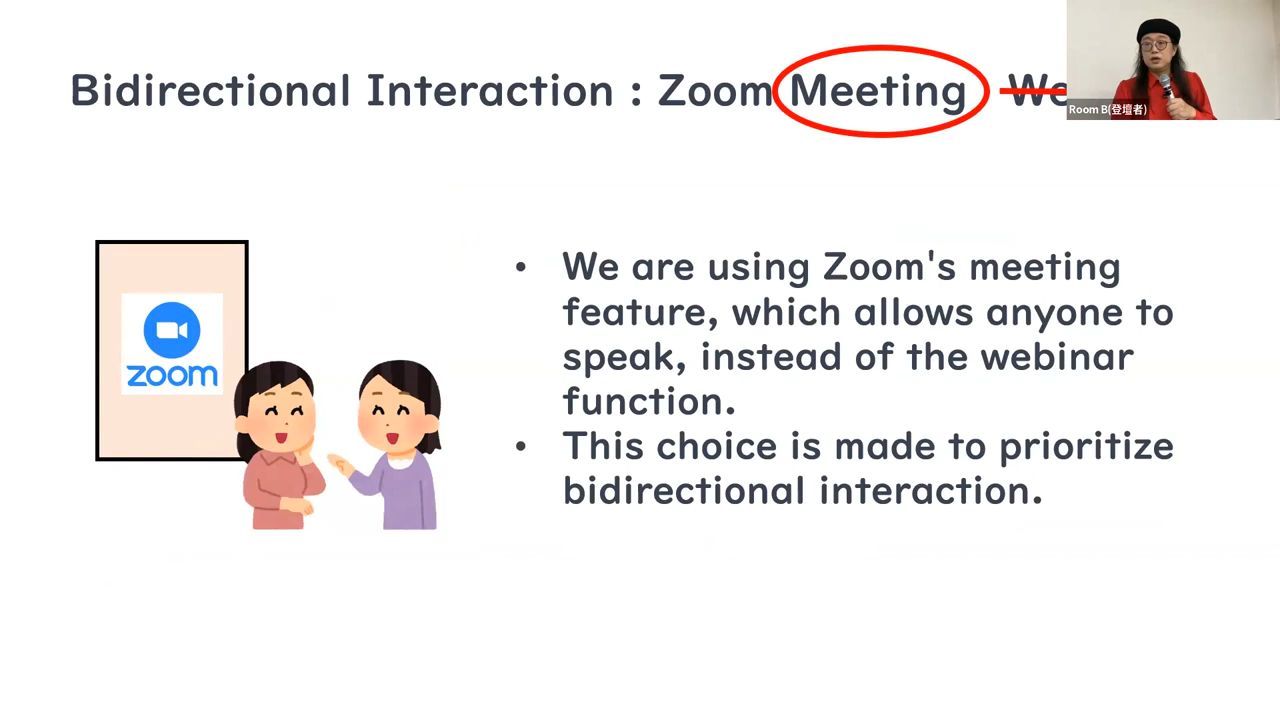 Bidirectional Interaction : Zoom Meeting We
Room B(登壇者)
zoom
• We are using Zoom's meeting
feature, which allows anyone to
speak, instead of the webinar
function.
• This choice is made to prioritize
bidirectional interaction.